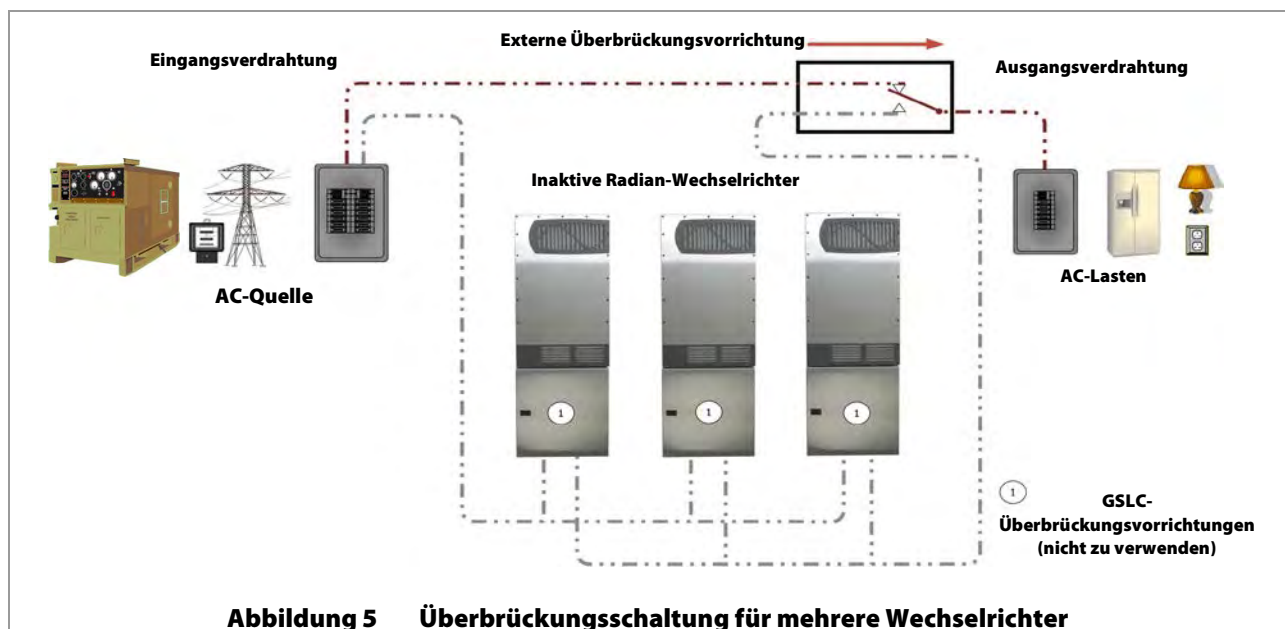 Externe Überbrückungsvorrichtung
Eingangsverdrahtung
Ausgangsverdrahtung
Inaktive Radian-Wechselrichter
AC-Quelle
AC-Lasten
1
1
1
1
GSLC-
Überbrückungsvorrichtungen
(nicht zu verwenden)
Abbildung 5 Überbrückungsschaltung für mehrere Wechselrichter